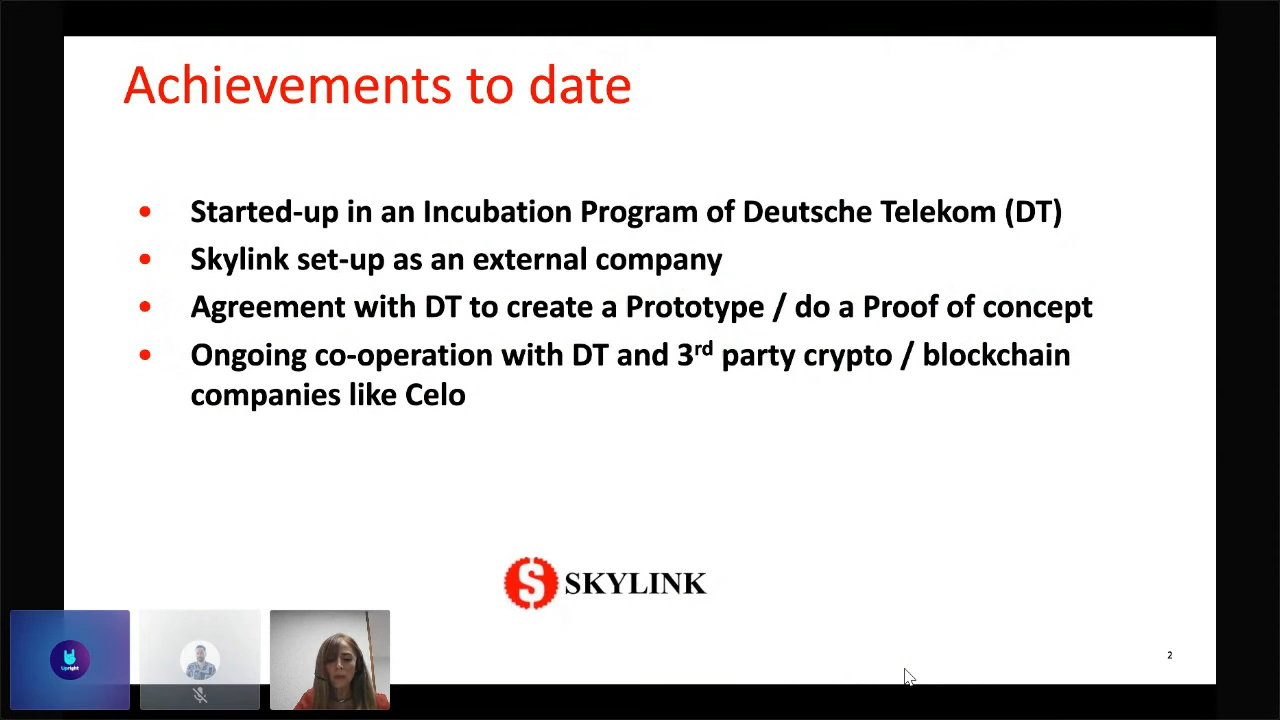 Achievements to date
• Started-up in an Incubation Program of Deutsche Telekom (DT)
• Skylink set-up as an external company
• Agreement with DT to create a Prototype / do a Proof of concept
• Ongoing co-operation with DT and 3rd party crypto / blockchain
companies like Celo
SKYLINK
Upright
2